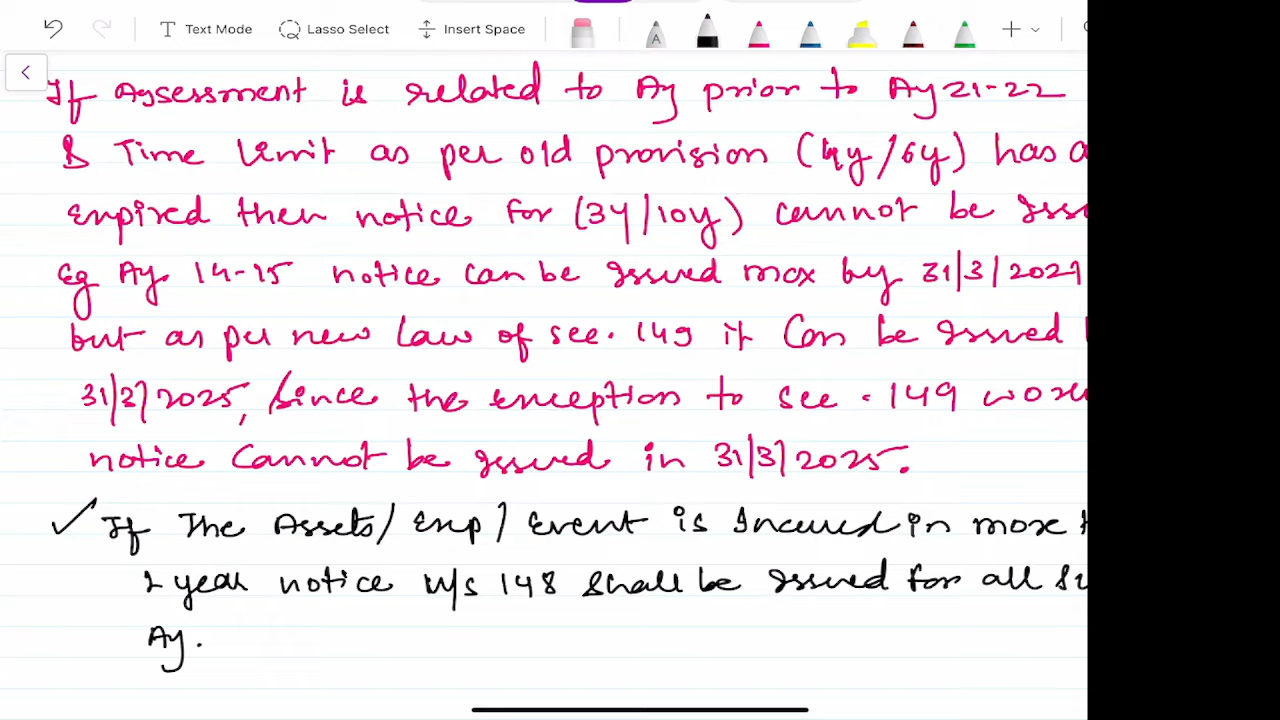 Text Mode Lasso Select Insert Space
If Assessment is related to Ay prior to Ay 21-22
& Time limit as per old provision (4y/6y) has a
expired then notice for (3y/10y) cannot be Iss
Eg Ay 14-15 notice can be Issued max by 31/3/2021
but as per new Law of sec. 149 it Can be Issued
31/3/2025, Since the exception to sec. 149
notice Cannot be Issued in 31/3/2025.
✓ If The Assets/ Exp / Event is Incurred in more t
year notice u/s 148 Shall be Issued for all
Ay.